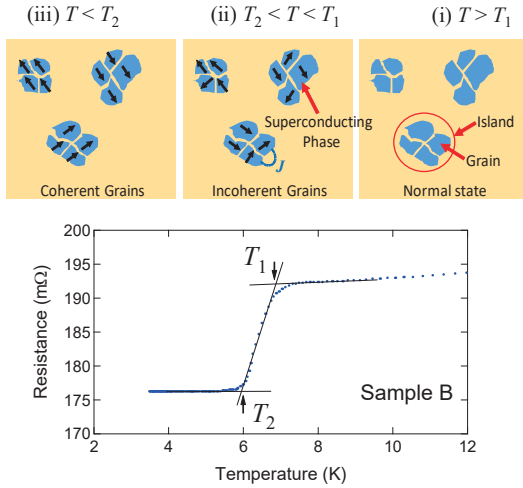 (iii) T < T₂
(ii) T₂ < T < T₁
(i) T > T₁
Superconducting
Phase
J
Island
Grain
Coherent Grains
Incoherent Grains
Normal state
200
195
190
185
180
175
170
Resistance (mΩ)
T₁
T₂
Sample B
2
4
6
8
10
12
Temperature (K)